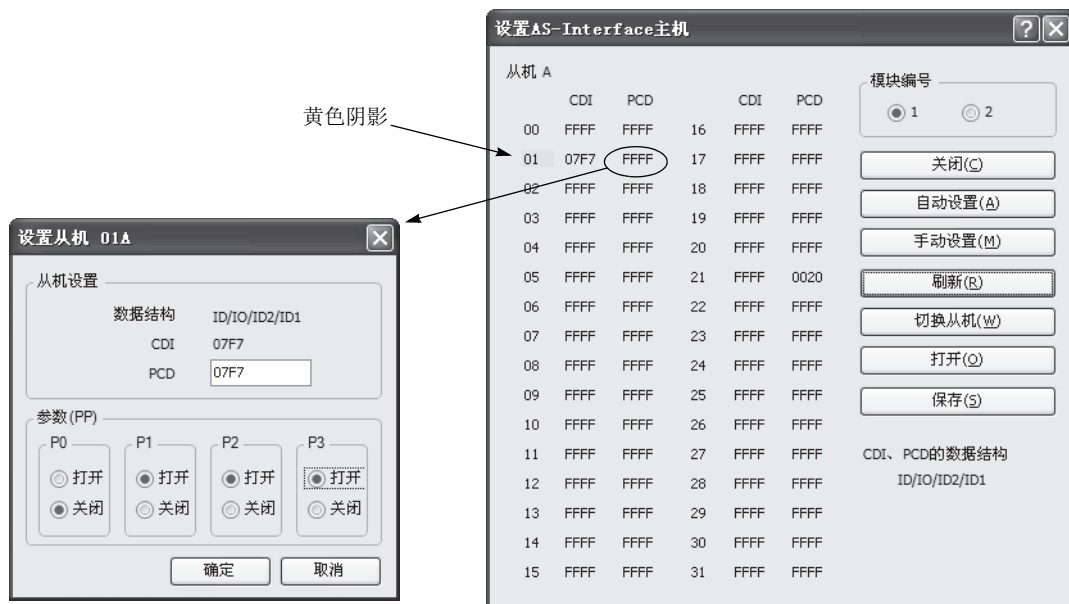 设置AS-Interface主机
从机 A
CDI PCD CDI PCD
00 FFFF FFFF 16 FFFF FFFF
01 07F7 FFFF 17 FFFF FFFF
02 FFFF FFFF 18 FFFF FFFF
03 FFFF FFFF 19 FFFF FFFF
04 FFFF FFFF 20 FFFF FFFF
05 FFFF FFFF 21 FFFF 0020
06 FFFF FFFF 22 FFFF FFFF
07 FFFF FFFF 23 FFFF FFFF
08 FFFF FFFF 24 FFFF FFFF
09 FFFF FFFF 25 FFFF FFFF
10 FFFF FFFF 26 FFFF FFFF
11 FFFF FFFF 27 FFFF FFFF
12 FFFF FFFF 28 FFFF FFFF
13 FFFF FFFF 29 FFFF FFFF
14 FFFF FFFF 30 FFFF FFFF
15 FFFF FFFF 31 FFFF FFFF
模块编号
1 2
关闭(C)
自动设置(A)
手动设置(M)
刷新(R)
切换从机(W)
打开(O)
保存(S)
CDI、PCD的数据结构
ID/IO/ID2/ID1
黄色阴影
设置从机 01A
从机设置
数据结构 ID/IO/ID2/ID1
CDI 07F7
PCD 07F7
参数(PP)
P0 P1 P2 P3
打开 打开 打开 打开
关闭 关闭 关闭 关闭
确定 取消